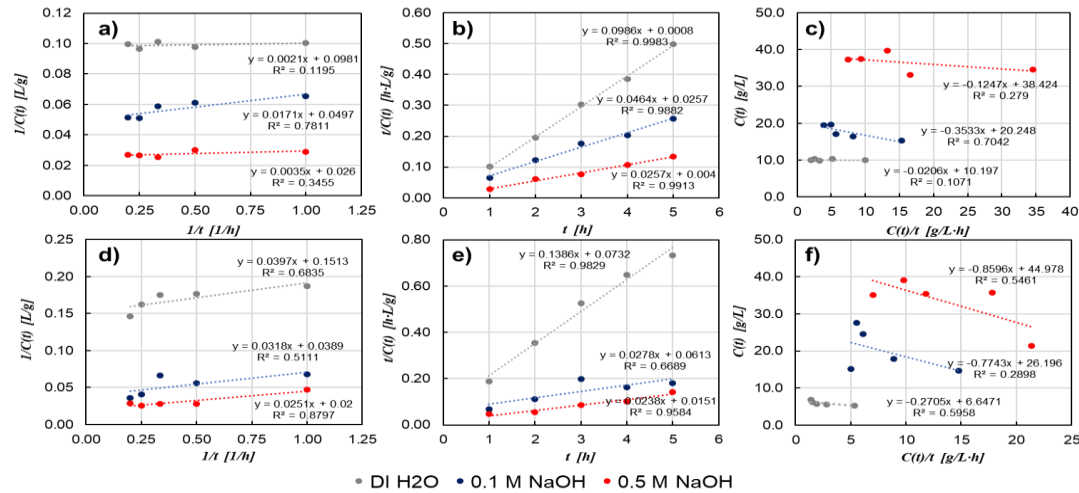 a)
0.12
0.10
0.08
0.06
0.04
0.02
0.00
1/C(t) [L/g]
y = 0.0021x + 0.0981
R² = 0.1195
y = 0.0171x + 0.0497
R² = 0.7811
y = 0.0035x + 0.026
R² = 0.3455
0.00 0.25 0.50 0.75 1.00
1/t [1/h]
b)
0.60
0.50
0.40
0.30
0.20
0.10
0.00
t/C(t) [h·L/g]
y = 0.0986x + 0.0008
R² = 0.9983
y = 0.0464x + 0.0257
R² = 0.9882
y = 0.0257x + 0.004
R² = 0.9913
0 1 2 3 4 5 6
t [h]
c)
50.0
40.0
30.0
20.0
10.0
0.0
C(t) [g/L]
y = -0.1247x + 38.424
R² = 0.279
y = -0.3533x + 20.248
R² = 0.7042
y = -0.0206x + 10.197
R² = 0.1071
0 5 10 15 20 25 30 35 40
C(t)/t [g/L·h]
d)
0.25
0.20
0.15
0.10
0.05
0.00
1/C(t) [L/g]
y = 0.0397x + 0.1513
R² = 0.6835
y = 0.0318x + 0.0389
R² = 0.5111
y = 0.0251x + 0.02
R² = 0.8797
0.00 0.25 0.50 0.75 1.00
1/t [1/h]
e)
0.80
0.60
0.40
0.20
0.00
t/C(t) [h·L/g]
y = 0.1386x + 0.0732
R² = 0.9829
y = 0.0278x + 0.0613
R² = 0.6689
y = 0.0238x + 0.0151
R² = 0.9584
0 1 2 3 4 5 6
t [h]
f)
50.0
40.0
30.0
20.0
10.0
0.0
C(t) [g/L]
y = -0.8596x + 44.978
R² = 0.5461
y = -0.7743x + 26.196
R² = 0.2898
y = -0.2705x + 6.6471
R² = 0.5958
0 5 10 15 20 25
C(t)/t [g/L·h]
DI H2O 0.1 M NaOH 0.5 M NaOH